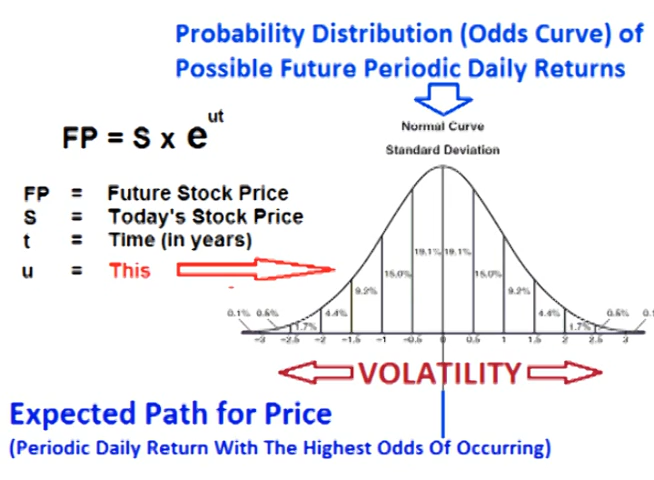 Probability Distribution (Odds Curve) of
Possible Future Periodic Daily Returns
Normal Curve
Standard Deviation
FP = S x e^ut
FP = Future Stock Price
S = Today's Stock Price
t = Time (in years)
u = This
19.1% 19.1%
15.0% 15.0%
9.2% 9.2%
4.4% 4.4%
0.1% 0.5% 1.7% 1.7% 0.5% 0.1
-3 -2.5 -2 -1.5 -1 -0.5 0 0.5 1 1.5 2 2.5 3
VOLATILITY
Expected Path for Price
(Periodic Daily Return With The Highest Odds Of Occurring)